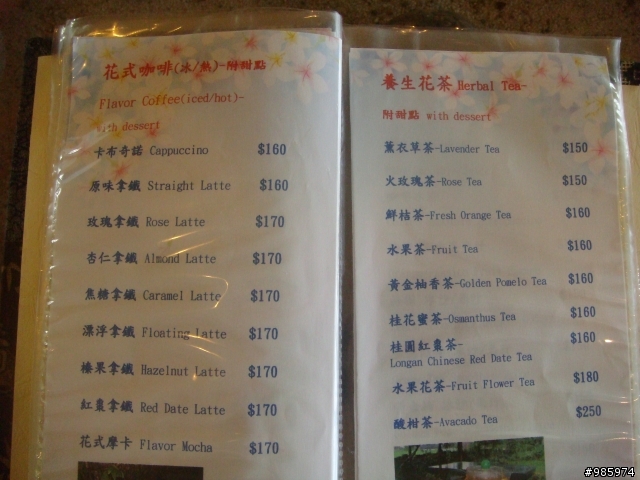 花式咖啡(冰/熱)-附甜點
Flavor Coffee(iced/hot)-
with dessert
卡布奇諾 Cappuccino $160
原味拿鐵 Straight Latte $160
玫瑰拿鐵 Rose Latte $170
杏仁拿鐵 Almond Latte $170
焦糖拿鐵 Caramel Latte $170
漂浮拿鐵 Floating Latte $170
榛果拿鐵 Hazelnut Latte $170
紅棗拿鐵 Red Date Latte $170
花式摩卡 Flavor Mocha $170
養生花茶 Herbal Tea-
附甜點 with dessert
薰衣草茶-Lavender Tea $150
火玫瑰茶-Rose Tea $150
鮮桔茶-Fresh Orange Tea $160
水果茶-Fruit Tea $160
黃金柚香茶-Golden Pomelo Tea $160
桂花蜜茶-Osmanthus Tea $160
桂圓紅棗茶- $160
Longan Chinese Red Date Tea
水果花茶-Fruit Flower Tea $180
酸柑茶-Avacado Tea $250
#985974